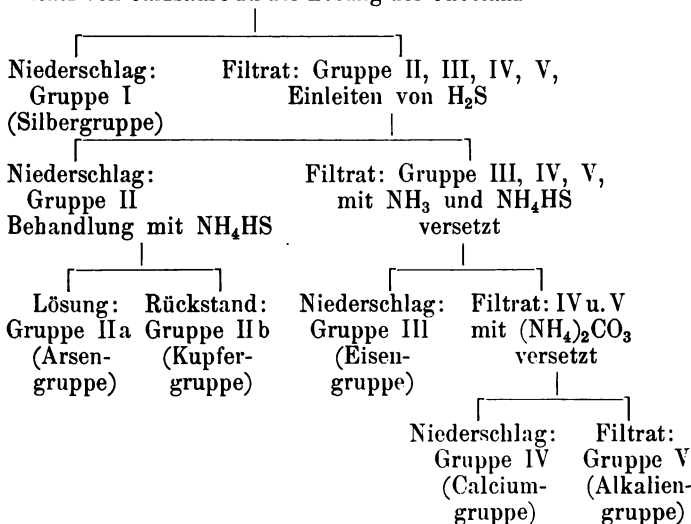 Niederschlag:
Gruppe I
(Silbergruppe)
Filtrat: Gruppe II, III, IV, V,
Einleiten von H₂S
Niederschlag:
Gruppe II
Behandlung mit NH₄HS
Filtrat: Gruppe III, IV, V,
mit NH₃ und NH₄HS
versetzt
Lösung:
Gruppe IIa
(Arsen-
gruppe)
Rückstand:
Gruppe IIb
(Kupfer-
gruppe)
Niederschlag:
Gruppe III
(Eisen-
gruppe)
Filtrat: IV u. V
mit (NH₄)₂CO₃
versetzt
Niederschlag:
Gruppe IV
(Calcium-
gruppe)
Filtrat:
Gruppe V
(Alkalien-
gruppe)